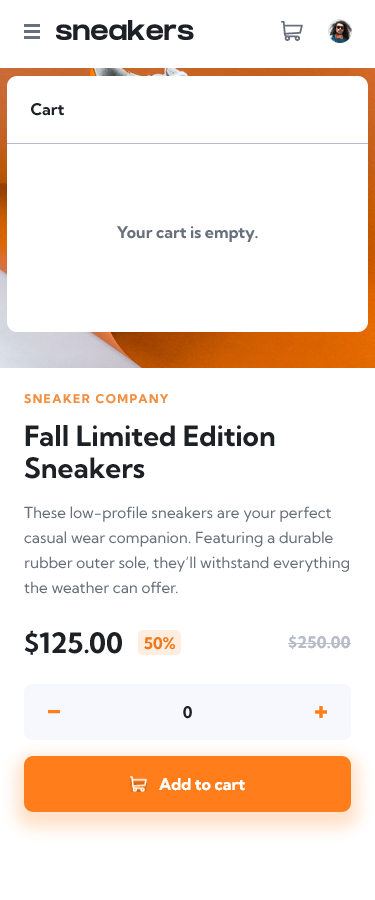 sneakers
Cart
Your cart is empty.
SNEAKER COMPANY
Fall Limited Edition
Sneakers
These low-profile sneakers are your perfect
casual wear companion. Featuring a durable
rubber outer sole, they’ll withstand everything
the weather can offer.
$125.00 50% $250.00
0
Add to cart